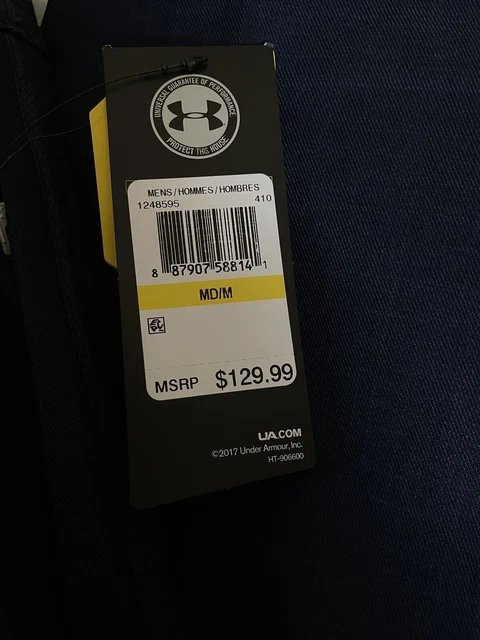 UNIVERSAL GUARANTEE OF PERFORMANCE
PROTECT THIS HOUSE
MENS / HOMMES / HOMBRES
1248595 410
8 87907 58814 1
MD/M
MSRP $129.99
UA.COM
©2017 Under Armour, Inc.
HT-906600